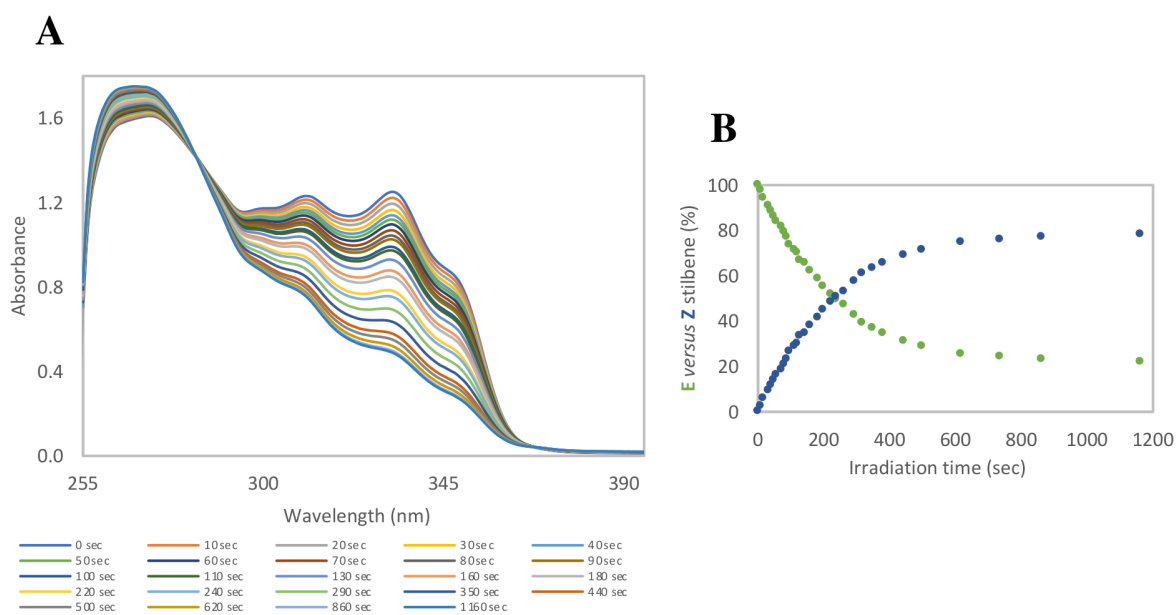 A
1.6
1.2
0.8
0.4
0.0
Absorbance
255 300 345 390
Wavelength (nm)
0 sec 10 sec 20 sec 30 sec 40 sec
50 sec 60 sec 70 sec 80 sec 90 sec
100 sec 110 sec 130 sec 160 sec 180 sec
220 sec 240 sec 290 sec 350 sec 440 sec
500 sec 620 sec 860 sec 1160 sec
B
100
80
60
40
20
0
E versus Z stilbene (%)
0 200 400 600 800 1000 1200
Irradiation time (sec)